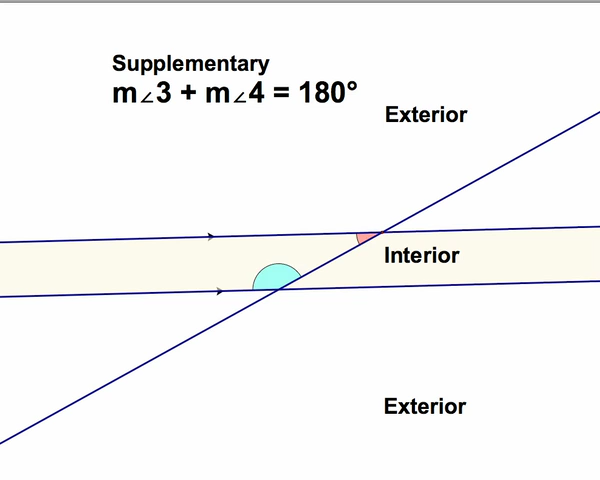 Supplementary
m∠3 + m∠4 = 180°
Exterior
Interior
Exterior